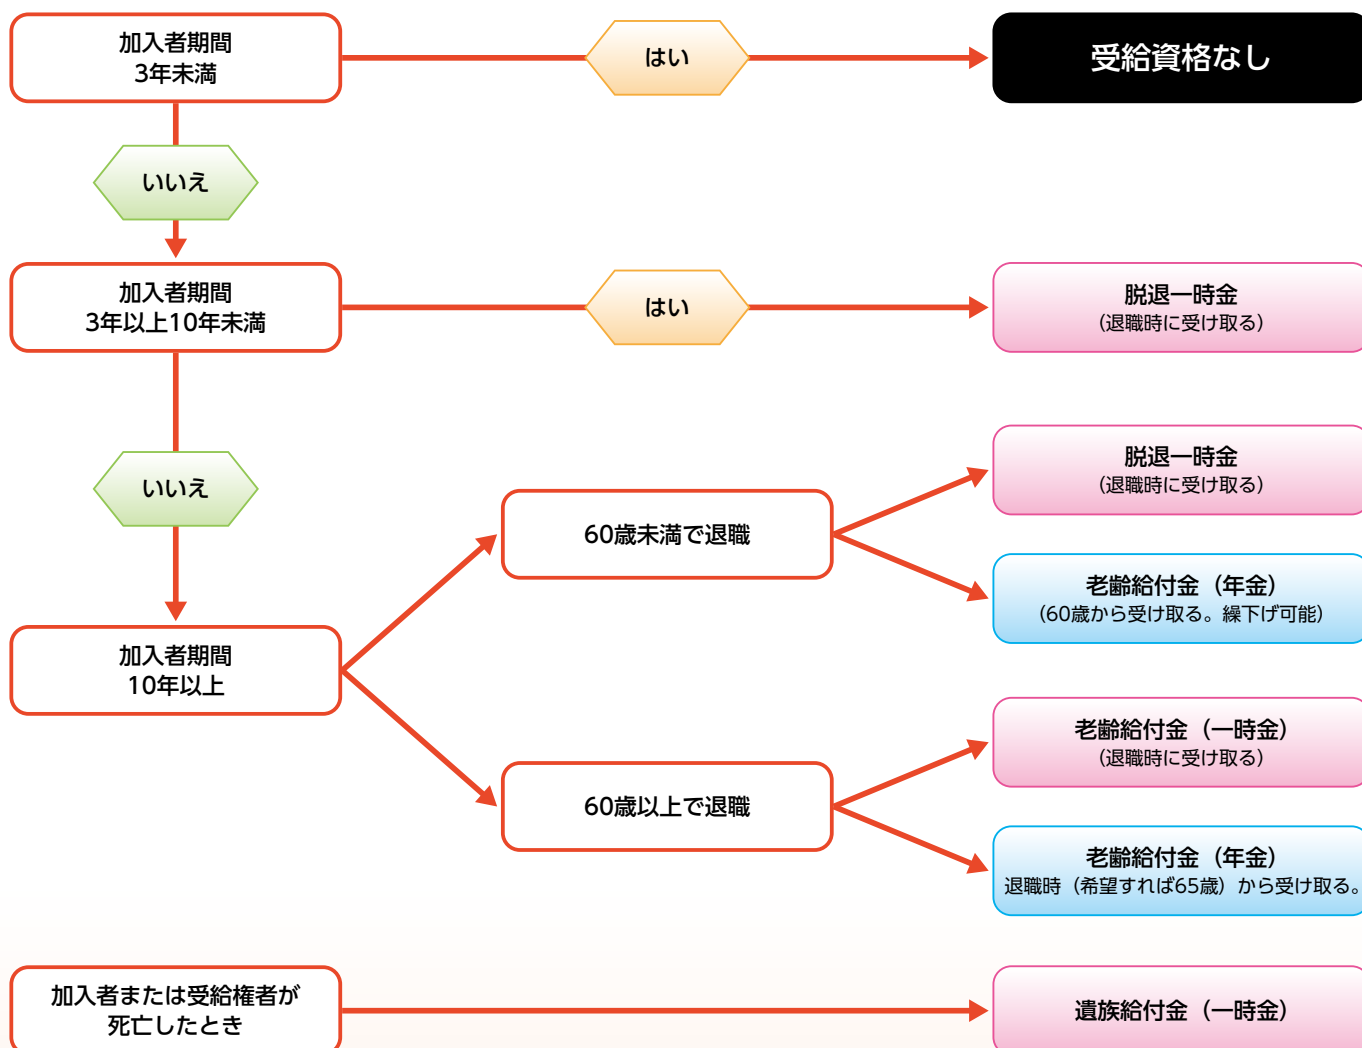 加入者期間
3年未満
はい
受給資格なし
いいえ
加入者期間
3年以上10年未満
はい
脱退一時金
（退職時に受け取る）
いいえ
加入者期間
10年以上
60歳未満で退職
脱退一時金
（退職時に受け取る）
老齢給付金（年金）
（60歳から受け取る。繰下げ可能）
60歳以上で退職
老齢給付金（一時金）
（退職時に受け取る）
老齢給付金（年金）
退職時（希望すれば65歳）から受け取る。
加入者または受給権者が
死亡したとき
遺族給付金（一時金）